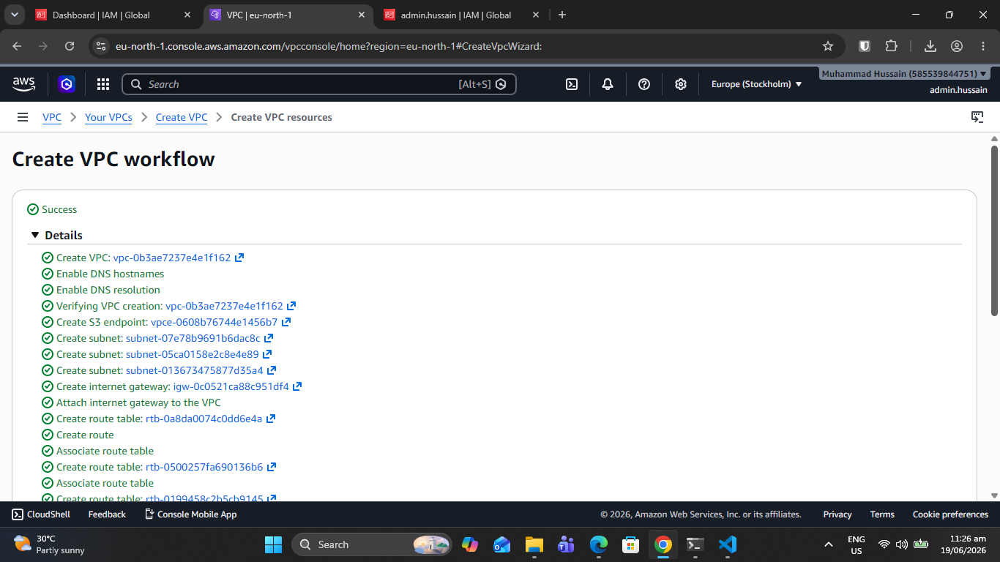 Dashboard | IAM | Global
VPC | eu-north-1
admin.hussain | IAM | Global
eu-north-1.console.aws.amazon.com/vpcconsole/home?region=eu-north-1#CreateVpcWizard:
aws
Search
[Alt+S]
Europe (Stockholm)
Muhammad Hussain (585539844751)
admin.hussain
VPC
Your VPCs
Create VPC
Create VPC resources
Create VPC workflow
Success
Details
Create VPC: vpc-0b3ae7237e4e1f162
Enable DNS hostnames
Enable DNS resolution
Verifying VPC creation: vpc-0b3ae7237e4e1f162
Create S3 endpoint: vpce-0608b76744e1456b7
Create subnet: subnet-07e78b9691b6dac8c
Create subnet: subnet-05ca0158e2c8e4e89
Create subnet: subnet-013673475877d35a4
Create internet gateway: igw-0c0521ca88c951df4
Attach internet gateway to the VPC
Create route table: rtb-0a8da0074c0dd6e4a
Create route
Associate route table
Create route table: rtb-0500257fa690136b6
Associate route table
Create route table: rtb-0199458c2b5cb9145
CloudShell
Feedback
Console Mobile App
© 2026, Amazon Web Services, Inc. or its affiliates.
Privacy
Terms
Cookie preferences
30°C
Partly sunny
Search
ENG
US
11:26 am
19/06/2026